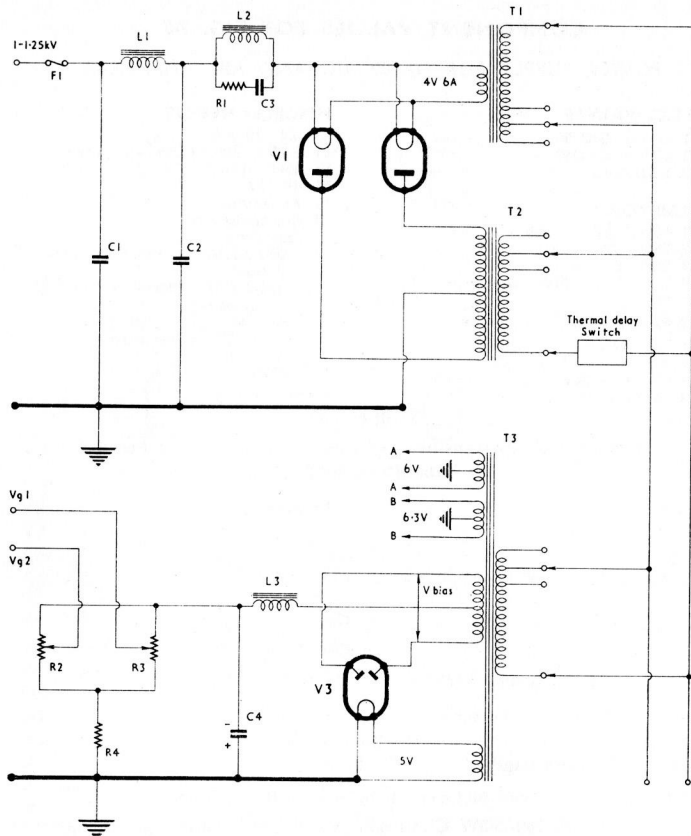 T1
L2
1-1·25kV
L1
F1
R1
C3
4V 6A
V1
T2
C1
C2
Thermal delay
Switch
T3
A
6V
A
B
6·3V
B
Vg1
Vg2
L3
V bias
R2
R3
V3
C4
-
+
R4
5V